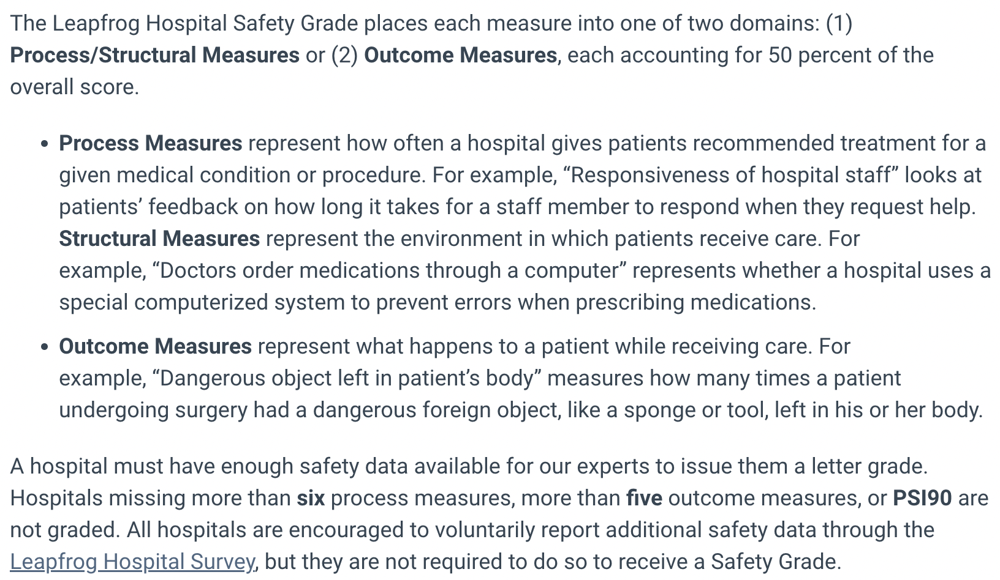 The Leapfrog Hospital Safety Grade places each measure into one of two domains: (1)
Process/Structural Measures or (2) Outcome Measures, each accounting for 50 percent of the
overall score.
• Process Measures represent how often a hospital gives patients recommended treatment for a
given medical condition or procedure. For example, “Responsiveness of hospital staff” looks at
patients’ feedback on how long it takes for a staff member to respond when they request help.
Structural Measures represent the environment in which patients receive care. For
example, “Doctors order medications through a computer” represents whether a hospital uses a
special computerized system to prevent errors when prescribing medications.
• Outcome Measures represent what happens to a patient while receiving care. For
example, “Dangerous object left in patient’s body” measures how many times a patient
undergoing surgery had a dangerous foreign object, like a sponge or tool, left in his or her body.
A hospital must have enough safety data available for our experts to issue them a letter grade.
Hospitals missing more than six process measures, more than five outcome measures, or PSI90 are
not graded. All hospitals are encouraged to voluntarily report additional safety data through the
Leapfrog Hospital Survey, but they are not required to do so to receive a Safety Grade.